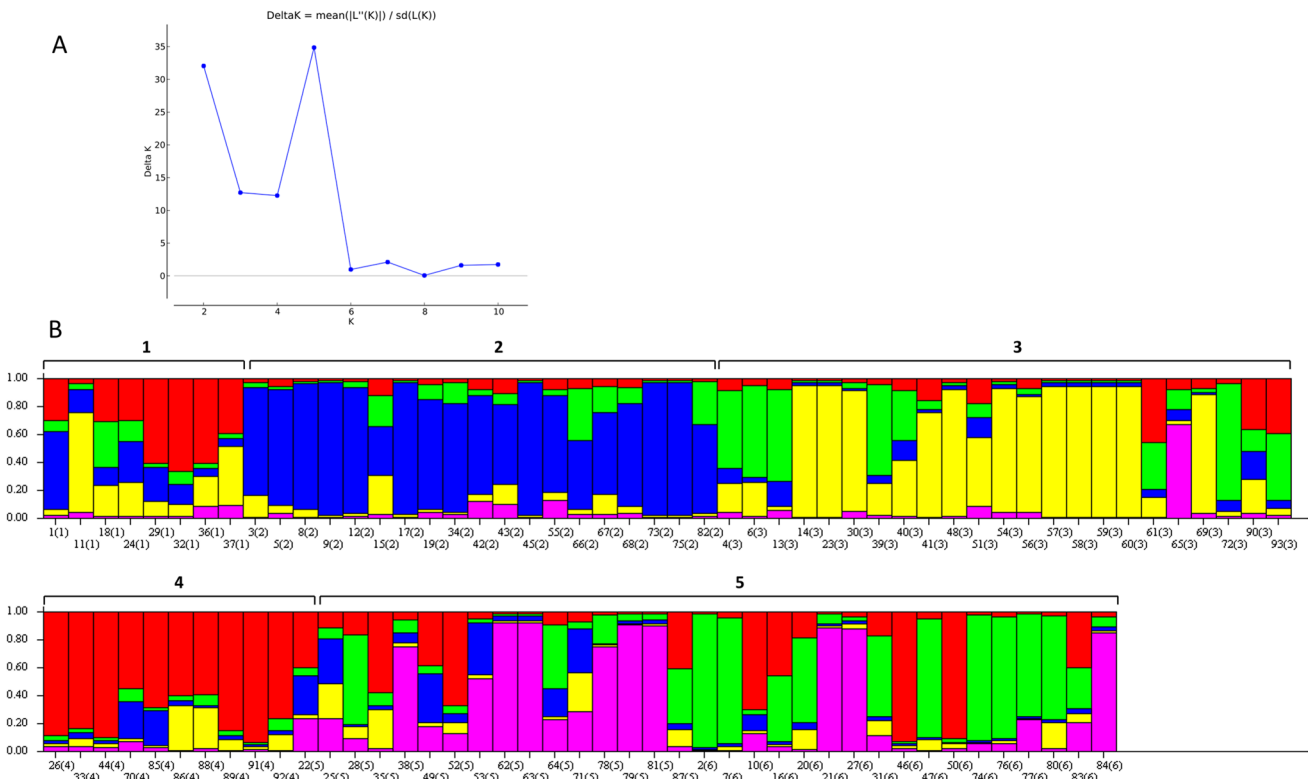 DeltaK = mean(|L''(K)|) / sd(L(K))
A
35
30
25
20
15
10
5
0
Delta K
2 4 6 8 10
K
B
1 2 3
1.00
0.80
0.60
0.40
0.20
0.00
1(1) 18(1) 29(1) 36(1) 3(2) 8(2) 12(2) 17(2) 34(2) 43(2) 55(2) 67(2) 73(2) 82(2) 6(3) 14(3) 30(3) 40(3) 48(3) 54(3) 57(3) 59(3) 61(3) 69(3) 90(3)
11(1) 24(1) 32(1) 37(1) 5(2) 9(2) 15(2) 19(2) 42(2) 45(2) 66(2) 68(2) 75(2) 4(3) 13(3) 23(3) 39(3) 41(3) 51(3) 56(3) 58(3) 60(3) 65(3) 72(3) 93(3)
4 5
1.00
0.80
0.60
0.40
0.20
0.00
26(4) 44(4) 85(4) 88(4) 91(4) 22(5) 28(5) 38(5) 52(5) 62(5) 64(5) 78(5) 81(5) 2(6) 10(6) 20(6) 27(6) 46(6) 50(6) 76(6) 80(6) 84(6)
33(4) 70(4) 86(4) 89(4) 92(4) 25(5) 35(5) 49(5) 53(5) 63(5) 71(5) 79(5) 87(5) 7(6) 16(6) 21(6) 31(6) 47(6) 74(6) 77(6) 83(6)